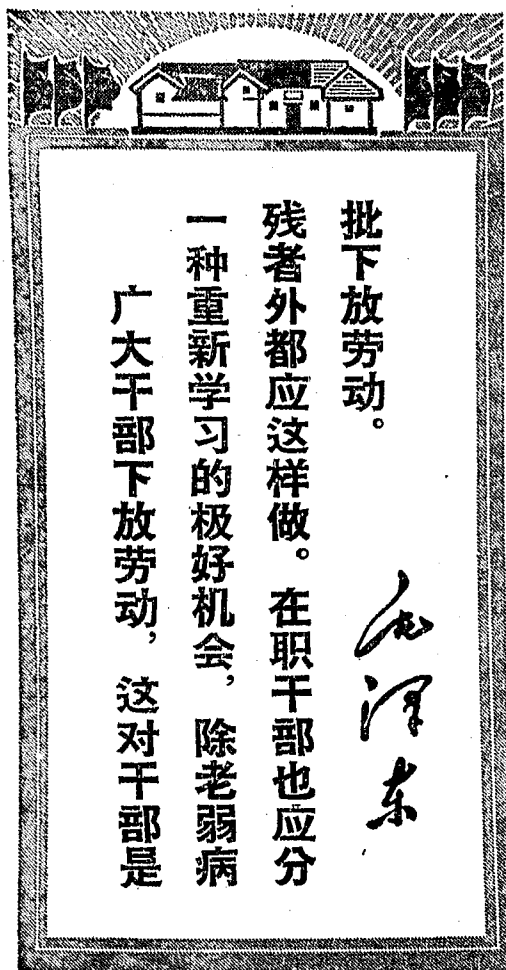 广大干部下放劳动，这对干部是
一种重新学习的极好机会，除老弱病
残者外都应这样做。在职干部也应分
批下放劳动。
毛泽东